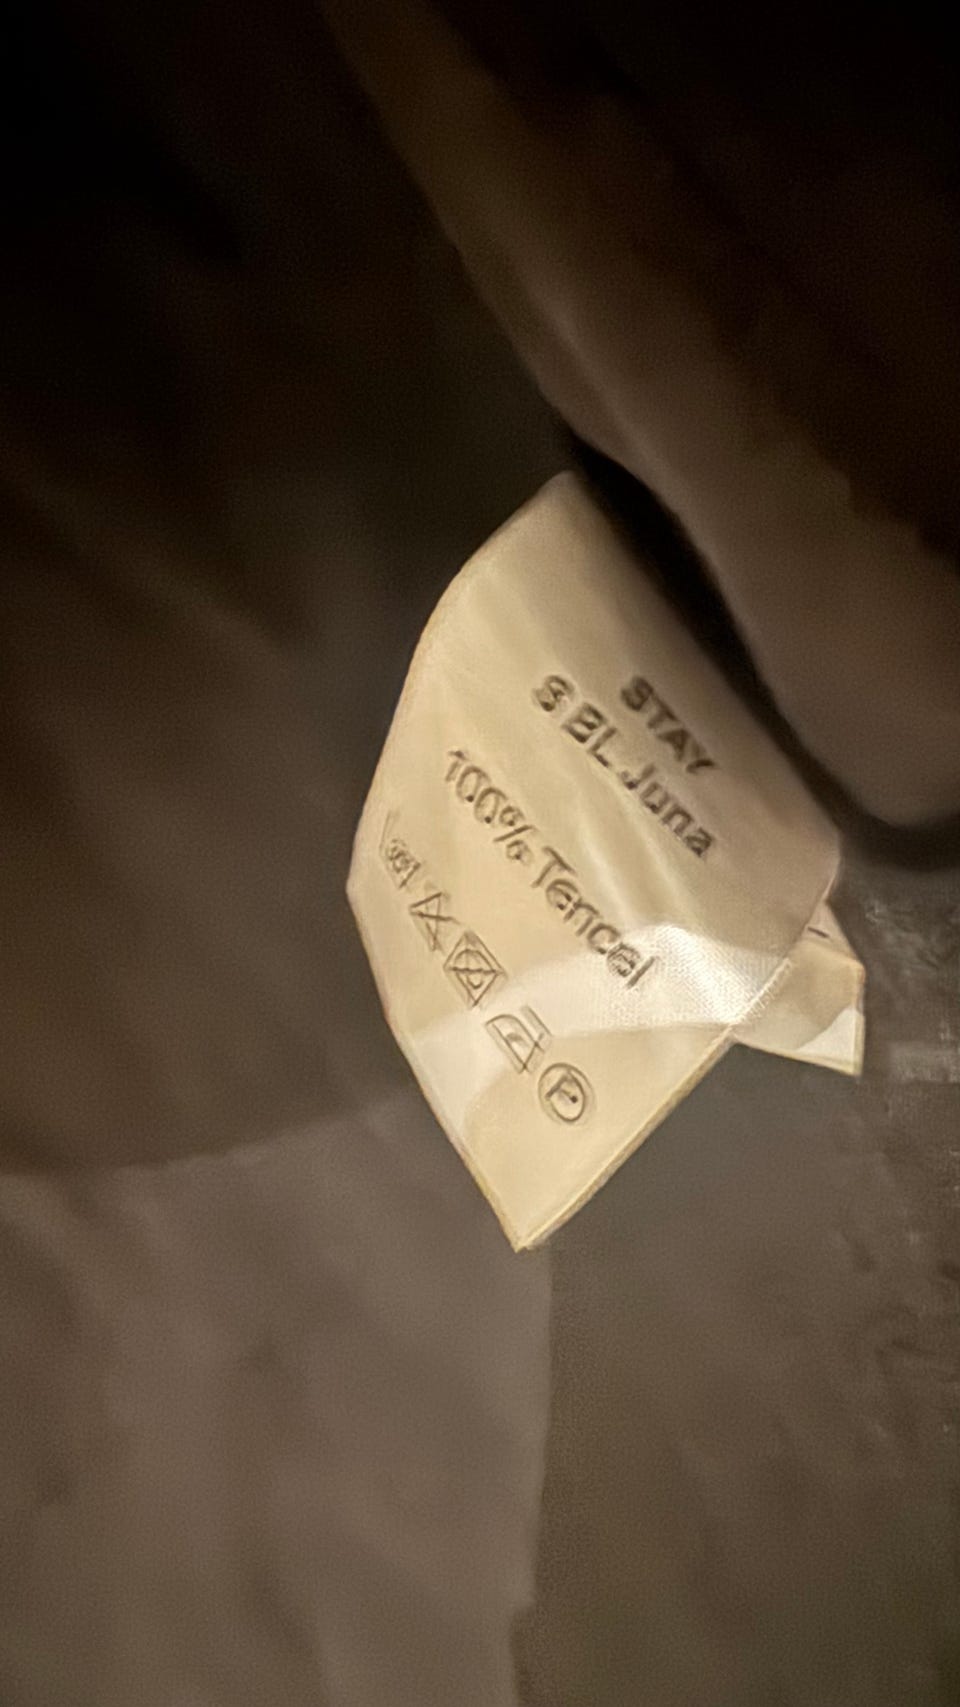 STAY
S BL Juna
100% Tencel
P